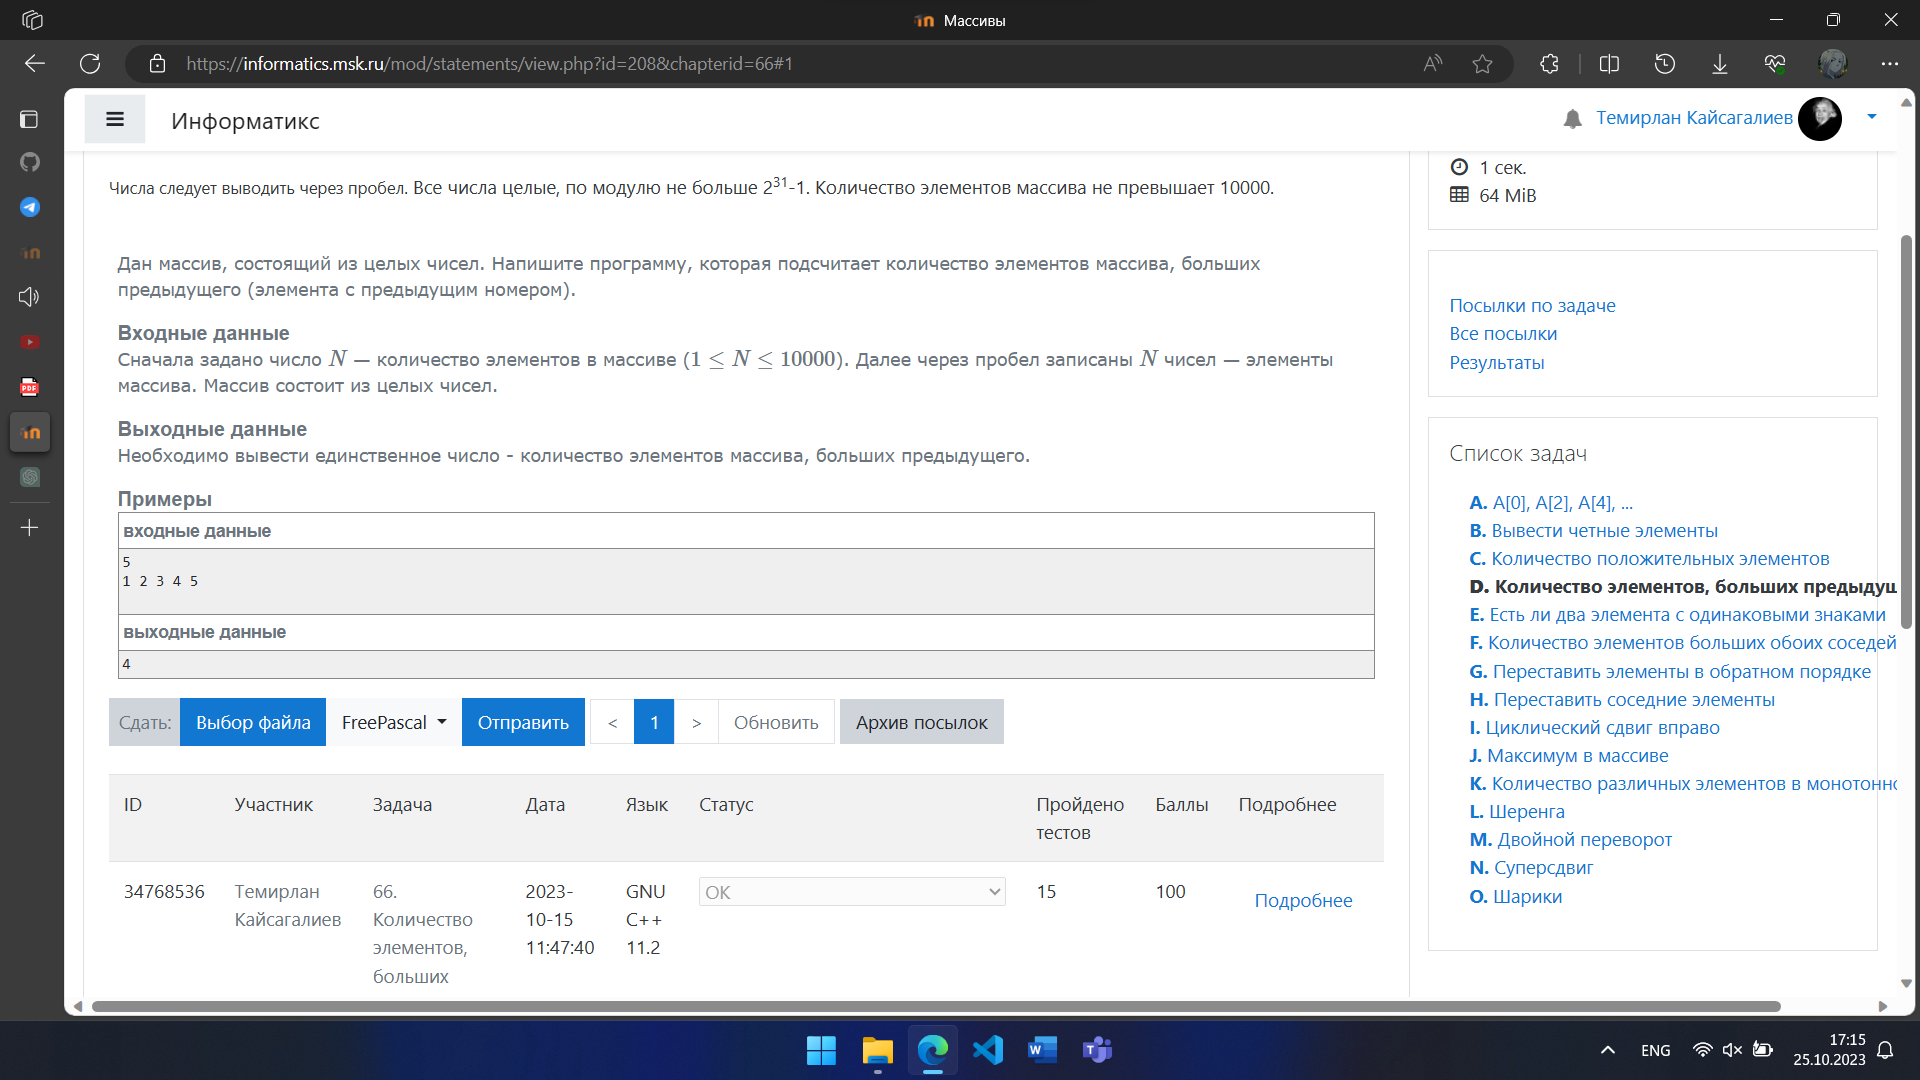 Массивы
https://informatics.msk.ru/mod/statements/view.php?id=208&chapterid=66#1
Информатикс
Темирлан Кайсагалиев
Числа следует выводить через пробел. Все числа целые, по модулю не больше 2³¹-1. Количество элементов массива не превышает 10000.
Дан массив, состоящий из целых чисел. Напишите программу, которая подсчитает количество элементов массива, больших
предыдущего (элемента с предыдущим номером).
Входные данные
Сначала задано число N — количество элементов в массиве (1 ≤ N ≤ 10000). Далее через пробел записаны N чисел — элементы
массива. Массив состоит из целых чисел.
Выходные данные
Необходимо вывести единственное число - количество элементов массива, больших предыдущего.
Примеры
входные данные
5
1 2 3 4 5
выходные данные
4
Сдать: Выбор файла FreePascal Отправить < 1 > Обновить Архив посылок
ID Участник Задача Дата Язык Статус Пройдено тестов Баллы Подробнее
34768536 Темирлан Кайсагалиев 66. Количество элементов, больших 2023-10-15 11:47:40 GNU C++ 11.2 OK 15 100 Подробнее
1 сек.
64 MiB
Посылки по задаче
Все посылки
Результаты
Список задач
A. A[0], A[2], A[4], ...
B. Вывести четные элементы
C. Количество положительных элементов
D. Количество элементов, больших предыдущ
E. Есть ли два элемента с одинаковыми знаками
F. Количество элементов больших обоих соседей
G. Переставить элементы в обратном порядке
H. Переставить соседние элементы
I. Циклический сдвиг вправо
J. Максимум в массиве
K. Количество различных элементов в монотонно
L. Шеренга
M. Двойной переворот
N. Суперсдвиг
O. Шарики
PDF
ENG
17:15
25.10.2023